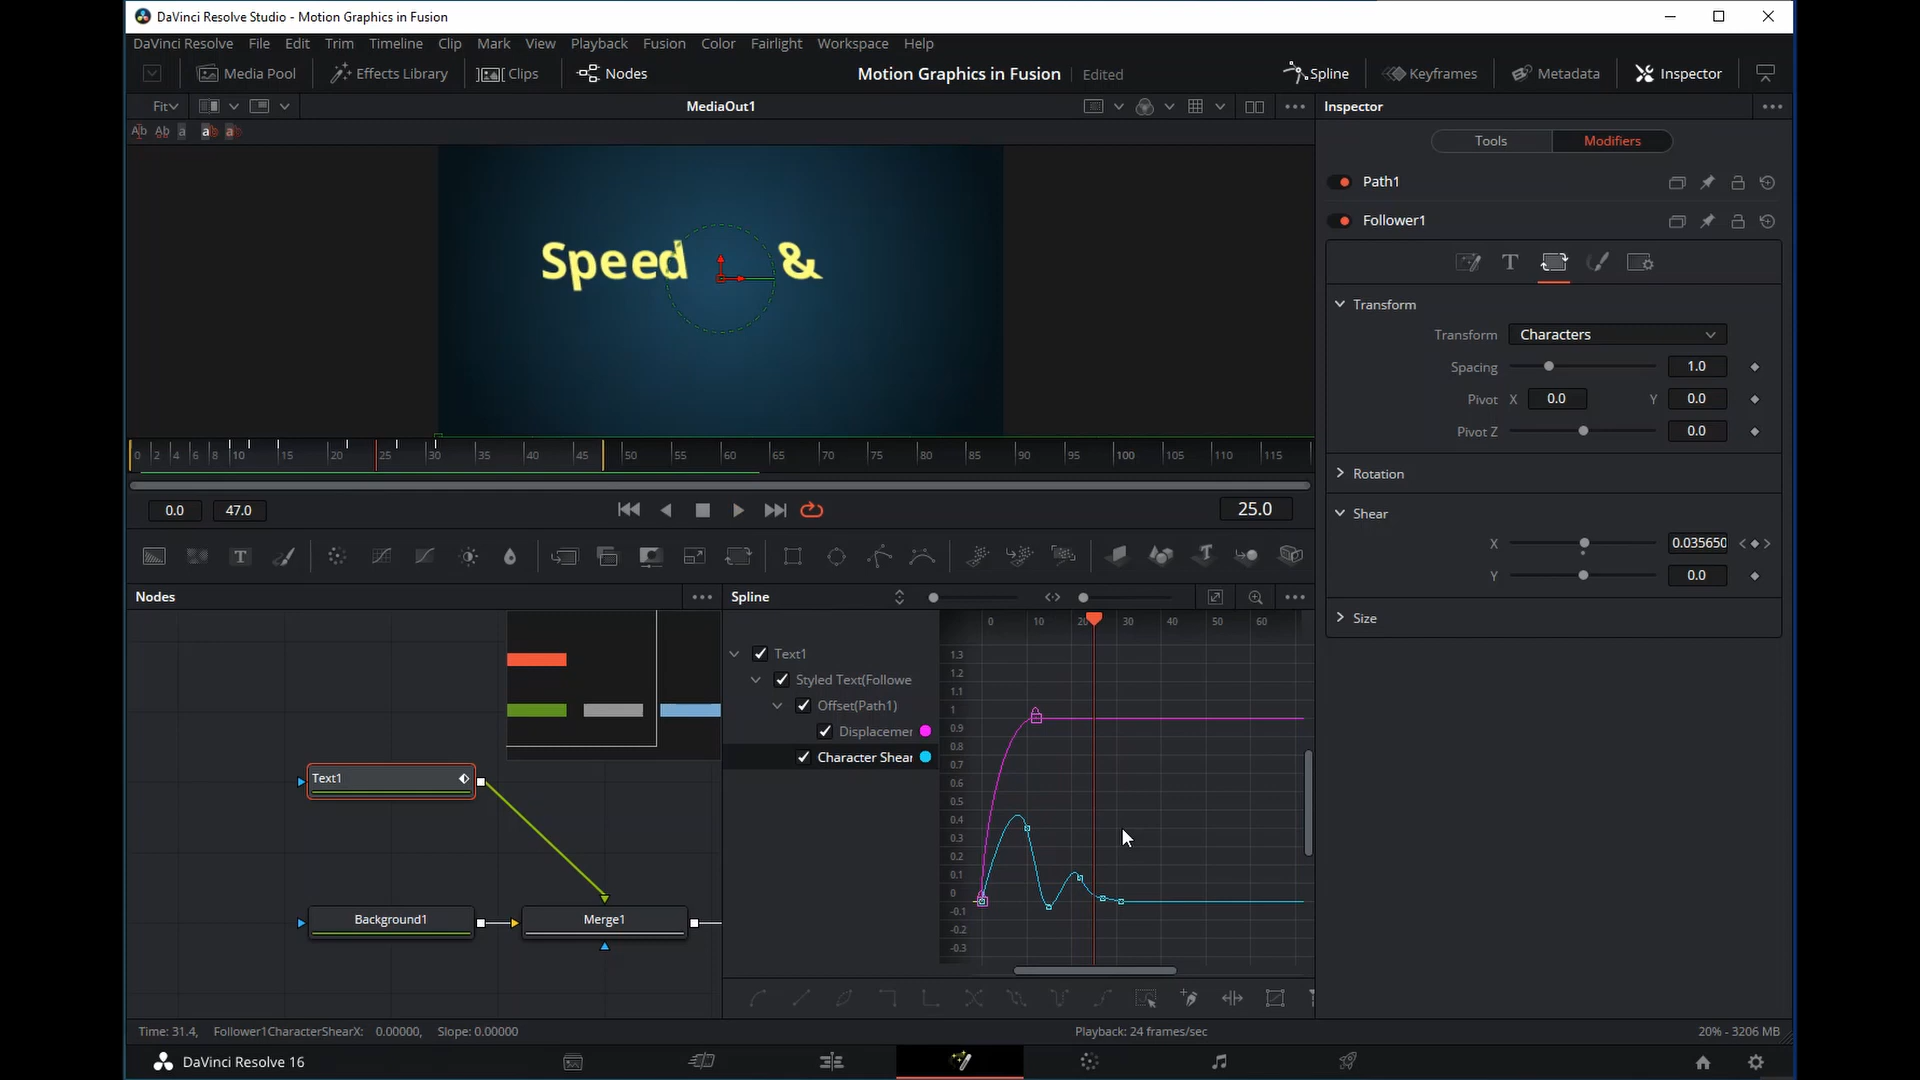 DaVinci Resolve Studio - Motion Graphics in Fusion
DaVinci Resolve File Edit Trim Timeline Clip Mark View Playback Fusion Color Fairlight Workspace Help
Media Pool Effects Library Clips Nodes Motion Graphics in Fusion Edited Spline Keyframes Metadata Inspector
Fit MediaOut1 Inspector
Tools Modifiers
Path1
Follower1
Speed &
Transform
Transform Characters
Spacing 1.0
Pivot X 0.0 Y 0.0
Pivot Z 0.0
Rotation
Shear
X 0.035650
Y 0.0
Size
0 2 4 6 8 10 15 20 25 30 35 40 45 50 55 60 65 70 75 80 85 90 95 100 105 110 115
0.0 47.0 25.0
Nodes Spline
0 10 20 30 40 50 60
Text1
Styled Text(Followe
Offset(Path1)
Displacemer
Character Shear
1.3
1.2
1.1
1
0.9
0.8
0.7
0.6
0.5
0.4
0.3
0.2
0.1
0
-0.1
-0.2
-0.3
Text1
Background1 Merge1
Time: 31.4, Follower1CharacterShearX: 0.00000, Slope: 0.00000 Playback: 24 frames/sec 20% - 3206 MB
DaVinci Resolve 16